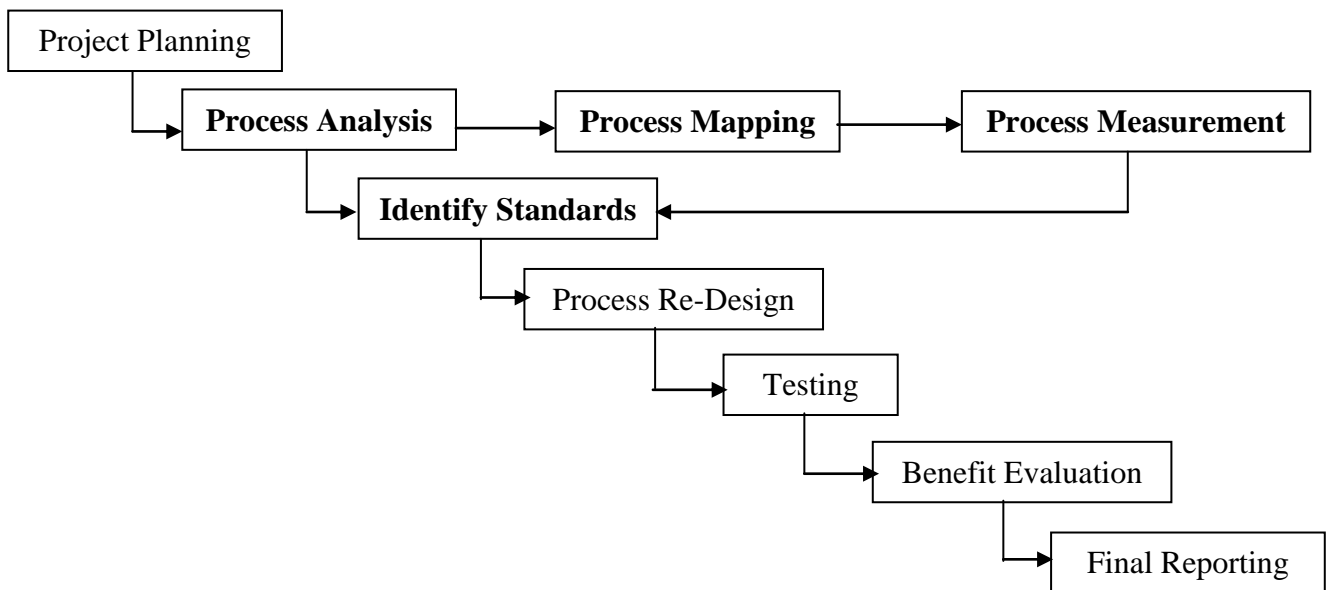 Project Planning
Process Analysis
Process Mapping
Process Measurement
Identify Standards
Process Re-Design
Testing
Benefit Evaluation
Final Reporting